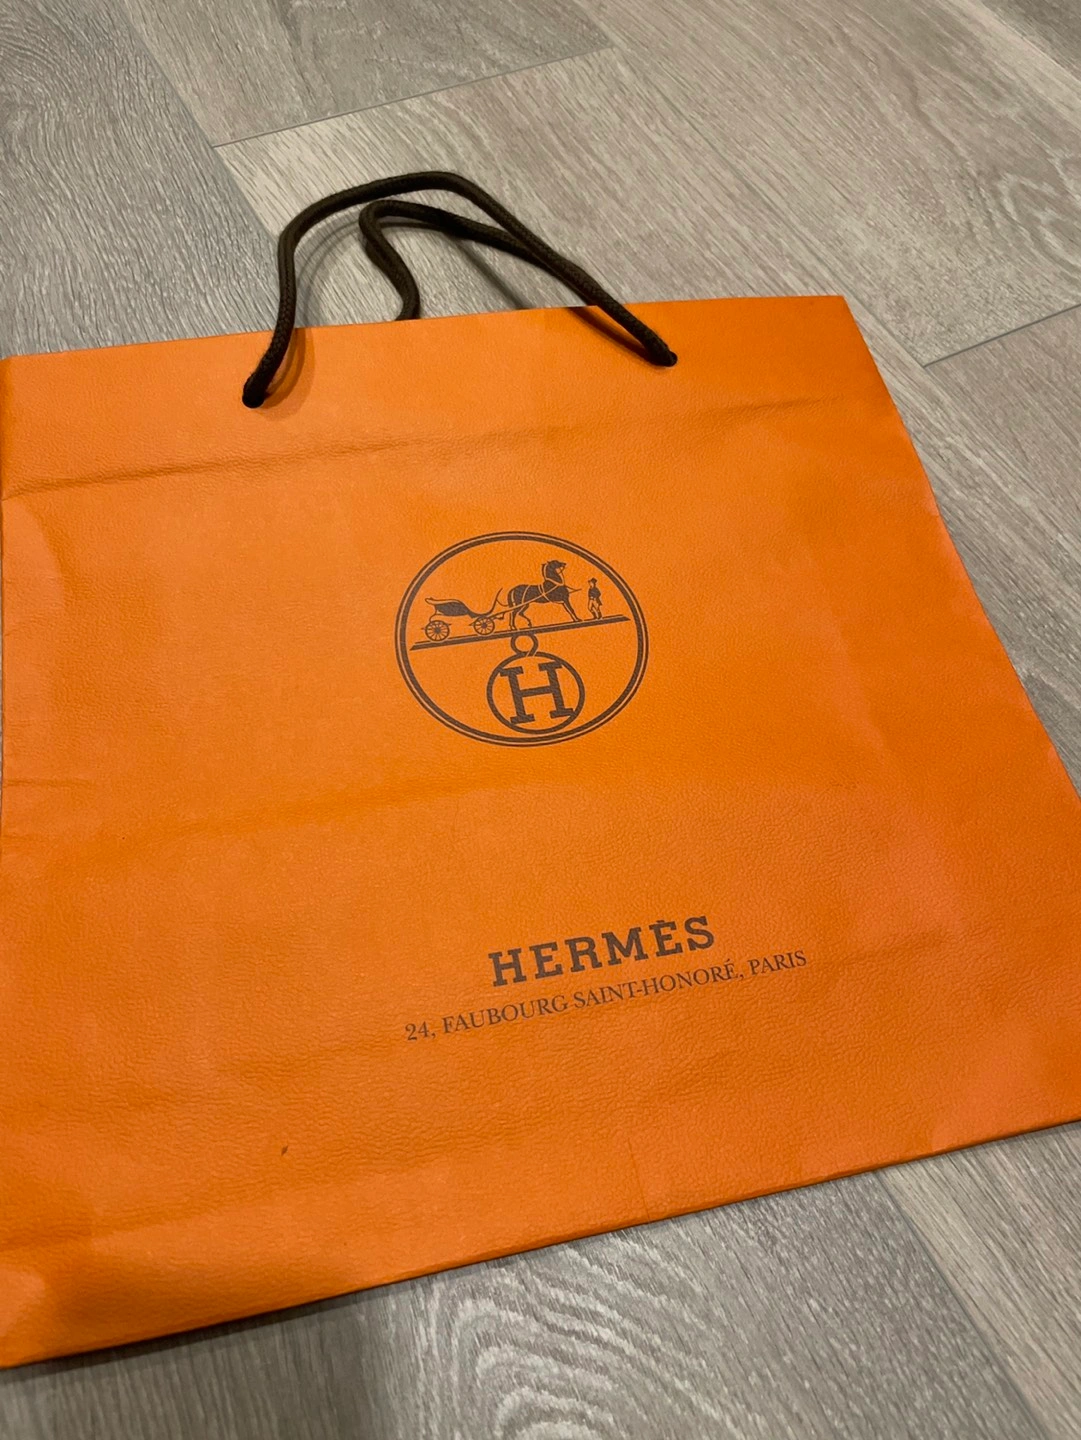 H
HERMÈS
24, FAUBOURG SAINT-HONORÉ, PARIS